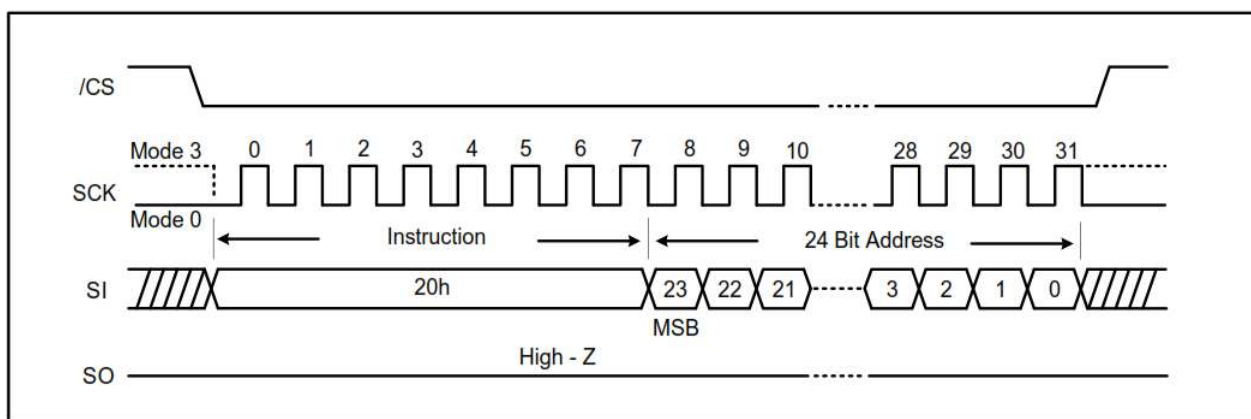 /CS
Mode 3 0 1 2 3 4 5 6 7 8 9 10 28 29 30 31
SCK
Mode 0
Instruction 24 Bit Address
SI 20h 23 22 21 3 2 1 0
MSB
High - Z
SO